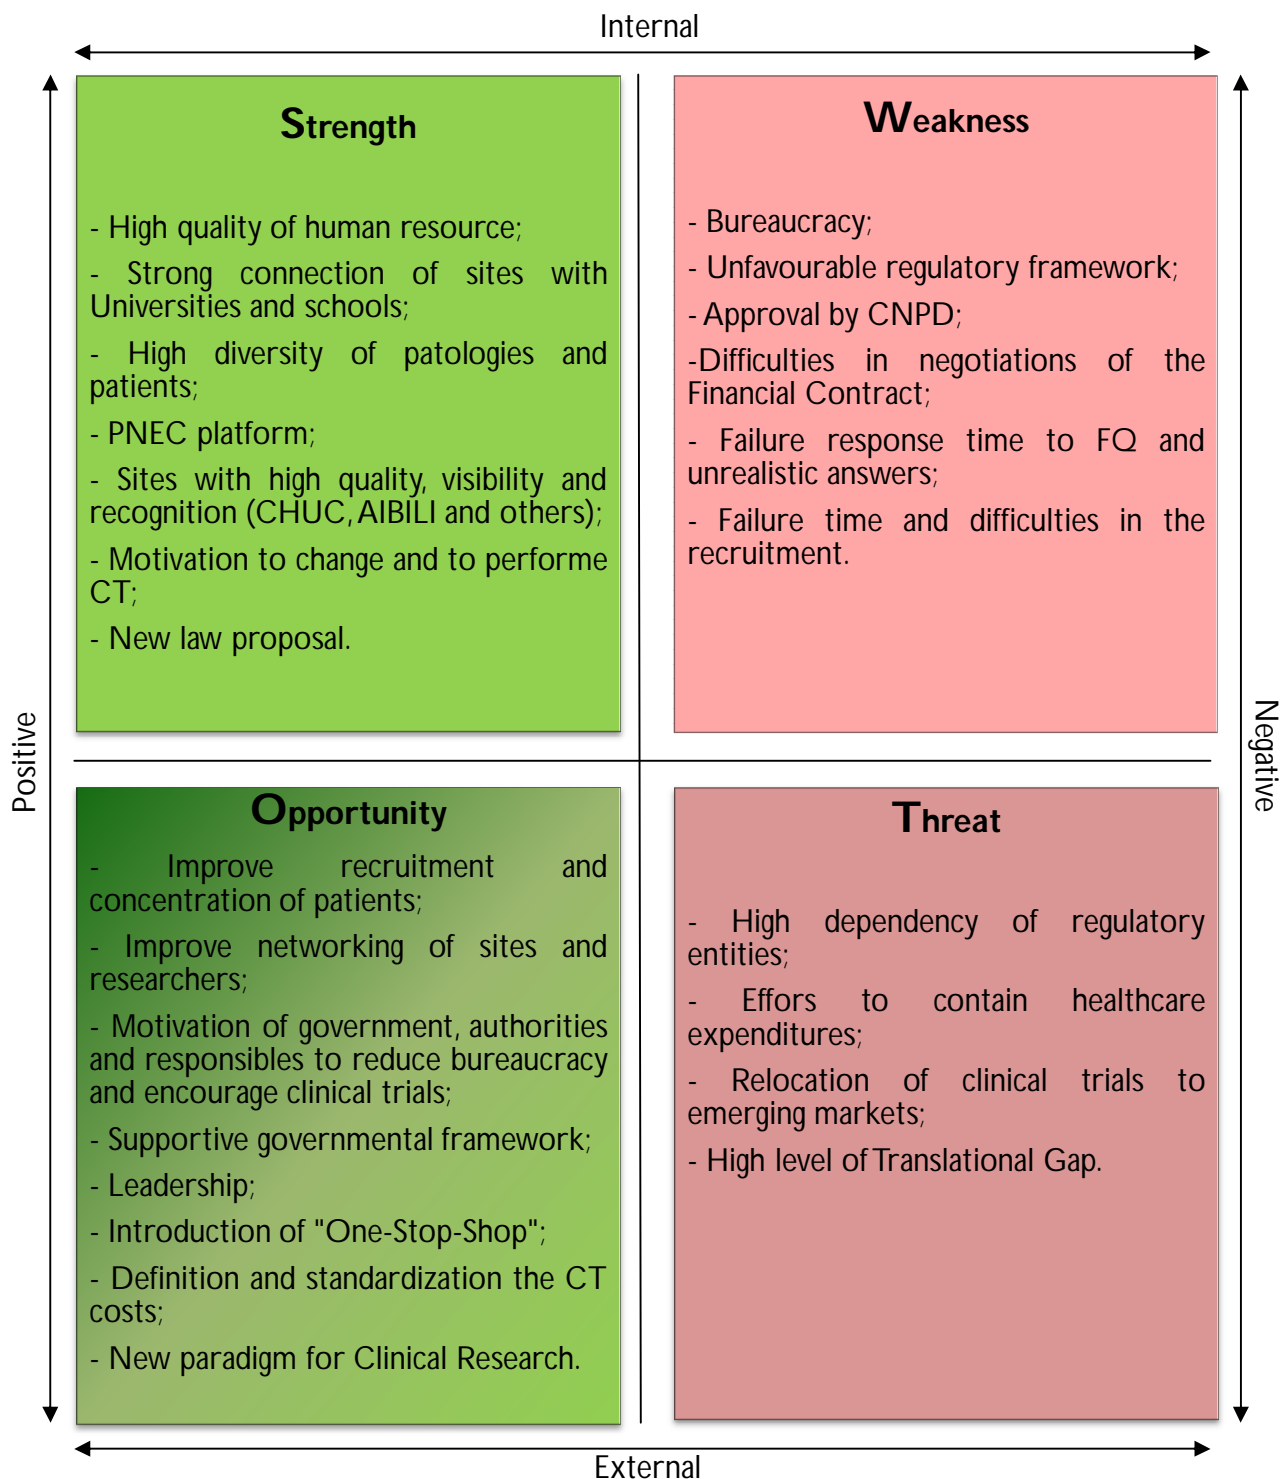 Internal
Strength
- High quality of human resource;
- Strong connection of sites with
Universities and schools;
- High diversity of patologies and
patients;
- PNEC platform;
- Sites with high quality, visibility and
recognition (CHUC, AIBILI and others);
- Motivation to change and to performe
CT;
- New law proposal.
Weakness
- Bureaucracy;
- Unfavourable regulatory framework;
- Approval by CNPD;
-Difficulties in negotiations of the
Financial Contract;
- Failure response time to FQ and
unrealistic answers;
- Failure time and difficulties in the
recruitment.
Positive
Negative
Opportunity
- Improve recruitment and
concentration of patients;
- Improve networking of sites and
researchers;
- Motivation of government, authorities
and responsibles to reduce bureaucracy
and encourage clinical trials;
- Supportive governmental framework;
- Leadership;
- Introduction of "One-Stop-Shop";
- Definition and standardization the CT
costs;
- New paradigm for Clinical Research.
Threat
- High dependency of regulatory
entities;
- Effors to contain healthcare
expenditures;
- Relocation of clinical trials to
emerging markets;
- High level of Translational Gap.
External